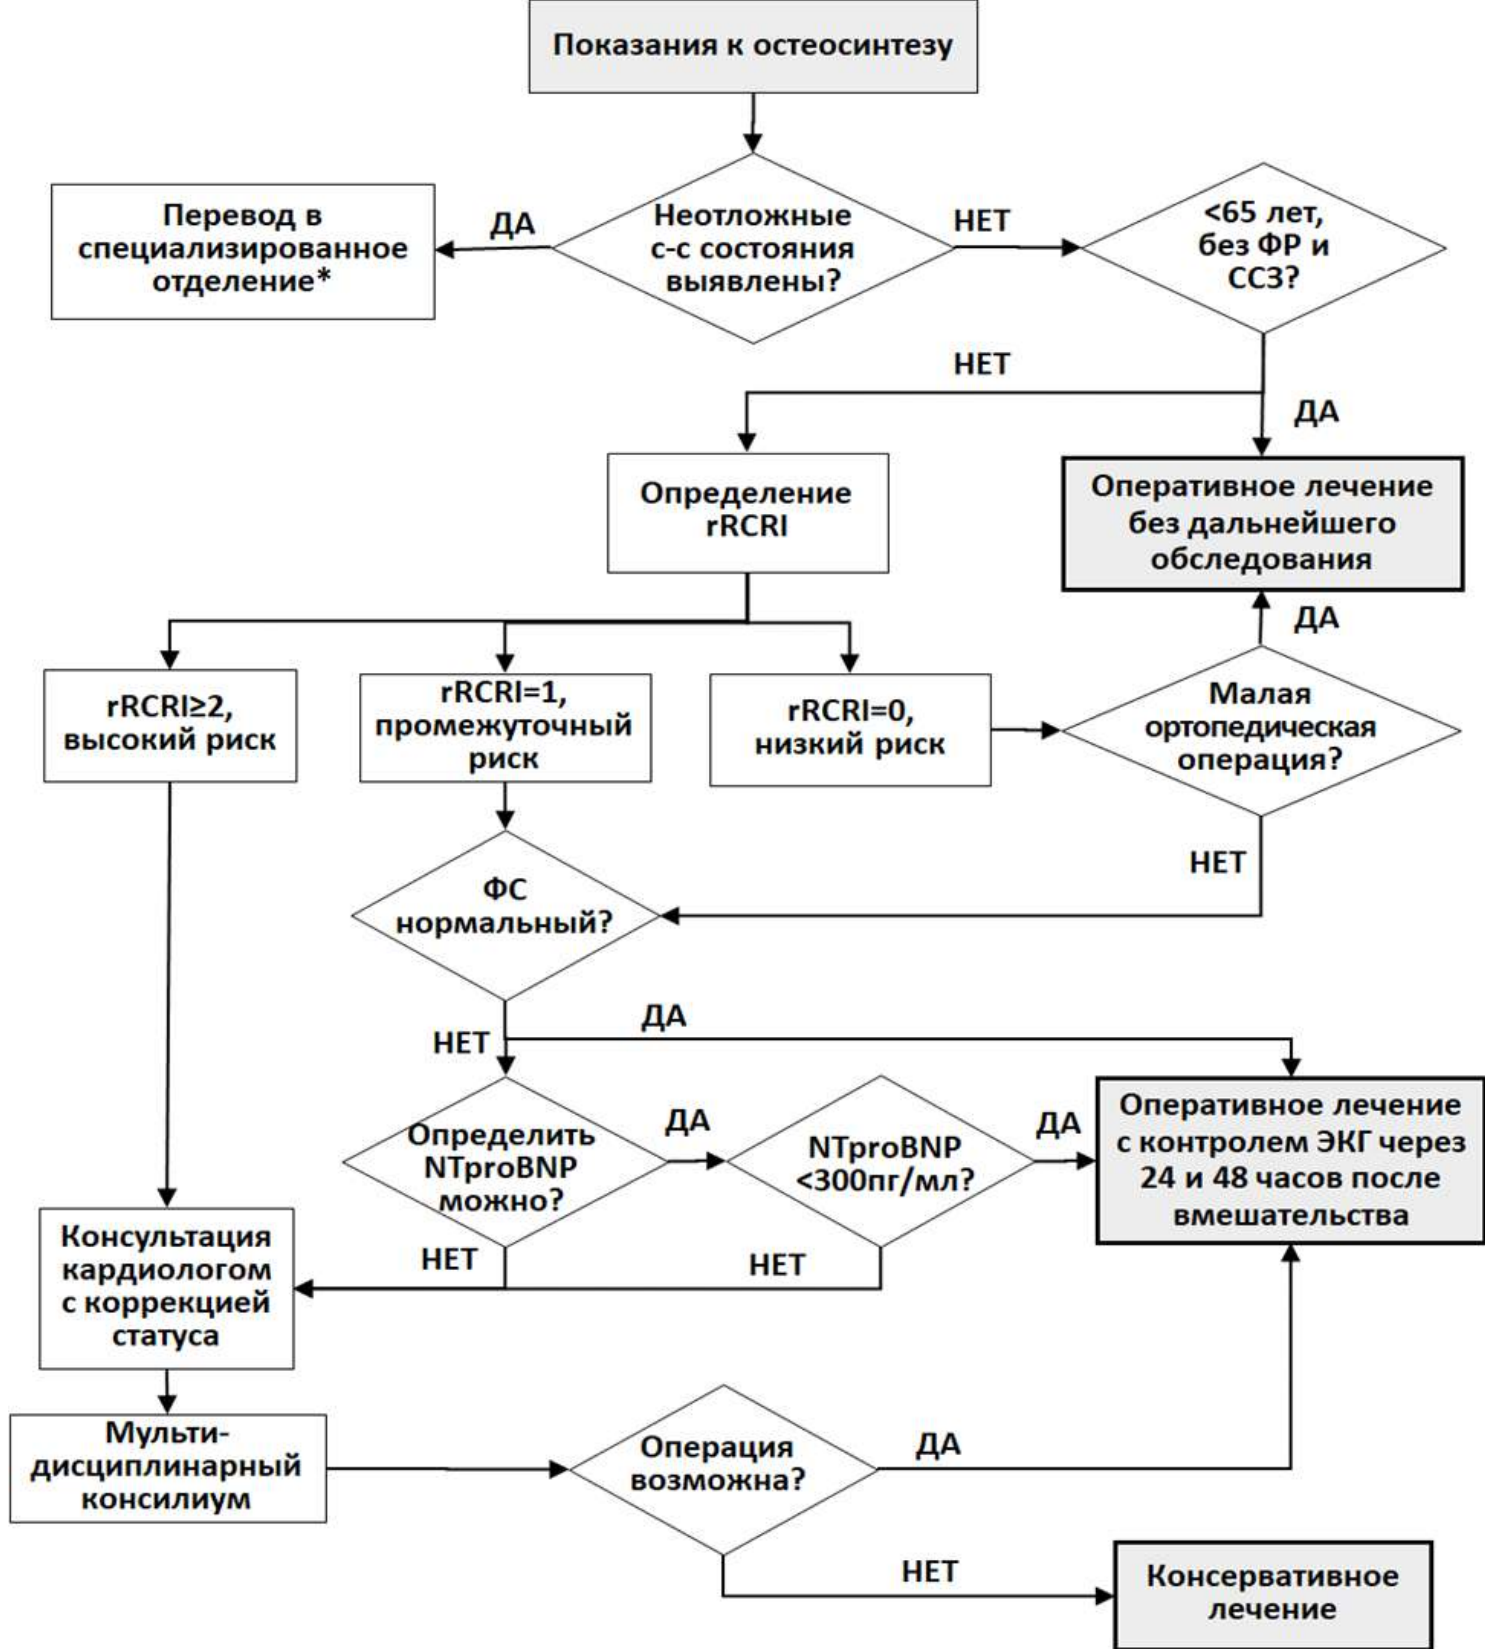 Показания к остеосинтезу
Перевод в
специализированное
отделение*
ДА
Неотложные
с-с состояния
выявлены?
НЕТ
<65 лет,
без ФР и
ССЗ?
НЕТ
ДА
Определение
rRCRI
Оперативное лечение
без дальнейшего
обследования
ДА
rRCRI≥2,
высокий риск
rRCRI=1,
промежуточный
риск
rRCRI=0,
низкий риск
Малая
ортопедическая
операция?
НЕТ
ФС
нормальный?
НЕТ
ДА
Определить
NTproBNP
можно?
ДА
NTproBNP
<300пг/мл?
ДА
Оперативное лечение
с контролем ЭКГ через
24 и 48 часов после
вмешательства
НЕТ
НЕТ
Консультация
кардиологом
с коррекцией
статуса
Мульти-
дисциплинарный
консилиум
Операция
возможна?
ДА
НЕТ
Консервативное
лечение